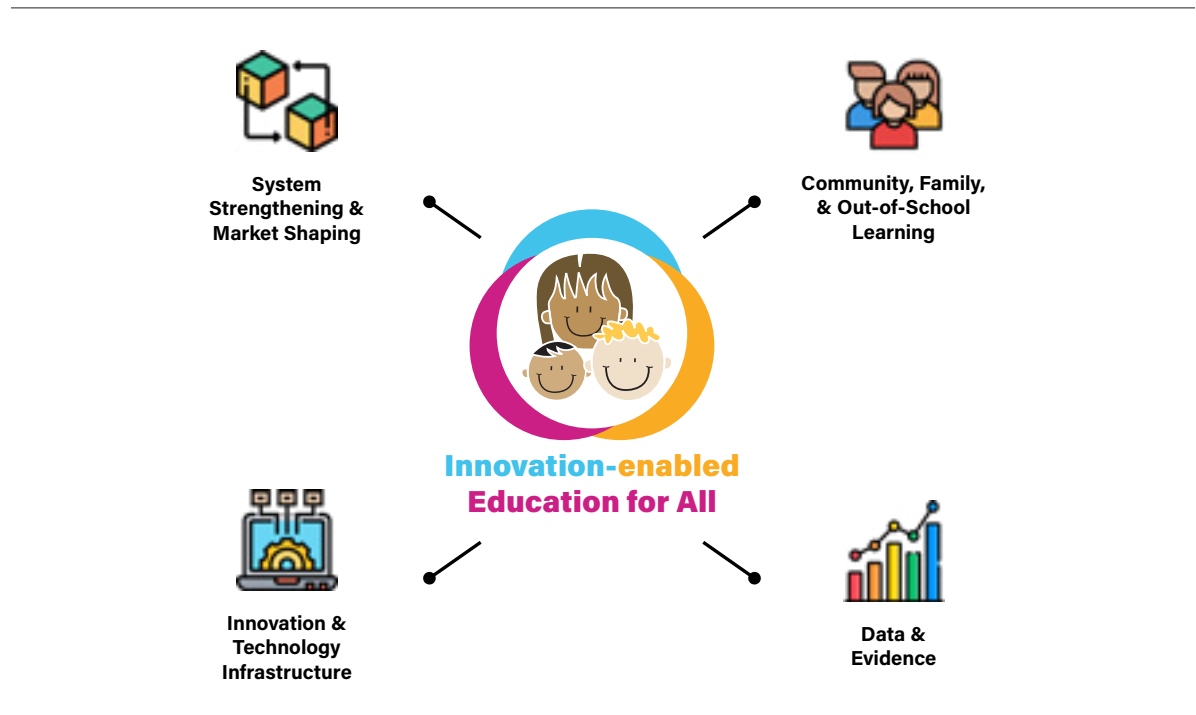 System
Strengthening &
Market Shaping
Community, Family,
& Out-of-School
Learning
Innovation-enabled
Education for All
Innovation &
Technology
Infrastructure
Data &
Evidence